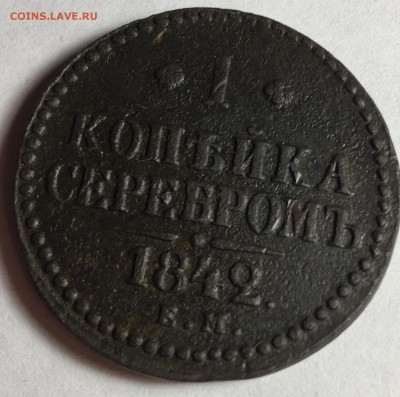 COINS.LAVE.RU
1
КОПѢЙКА
СЕРЕБРОМЪ
1842.
Е.М.